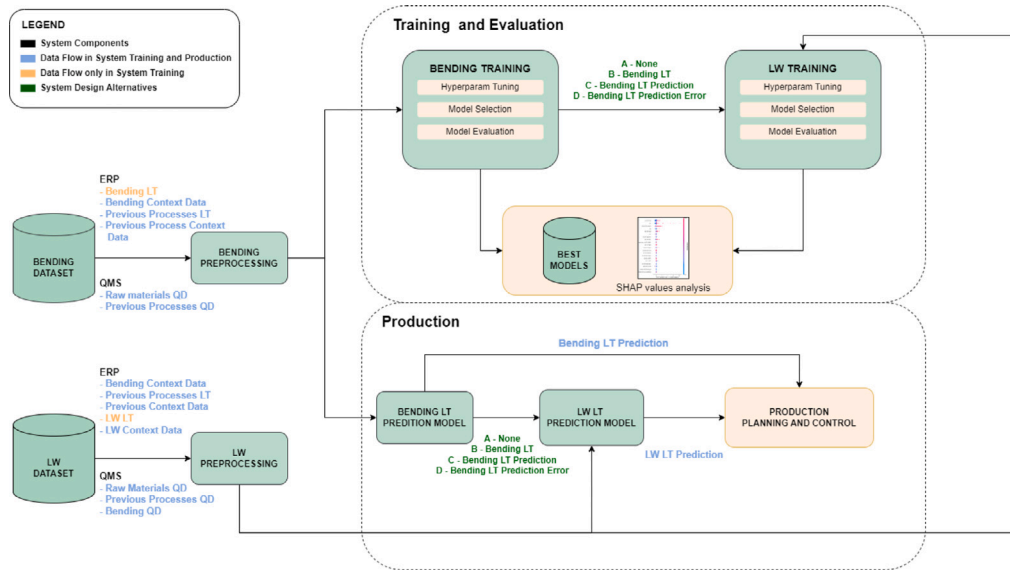 LEGEND
System Components
Data Flow in System Training and Production
Data Flow only in System Training
System Design Alternatives
Training and Evaluation
BENDING TRAINING
Hyperparam Tuning
Model Selection
Model Evaluation
A - None
B - Bending LT
C - Bending LT Prediction
D - Bending LT Prediction Error
LW TRAINING
Hyperparam Tuning
Model Selection
Model Evaluation
BEST
MODELS
SHAP values analysis
ERP
- Bending LT
- Bending Context Data
- Previous Processes LT
- Previous Process Context
Data
BENDING
DATASET
BENDING
PREPROCESSING
QMS
- Raw materials QD
- Previous Processes QD
Production
Bending LT Prediction
BENDING LT
PREDITION MODEL
A - None
B - Bending LT
C - Bending LT Prediction
D - Bending LT Prediction Error
LW LT
PREDICTION MODEL
LW LT Prediction
PRODUCTION
PLANNING AND CONTROL
ERP
- Bending Context Data
- Previous Processes LT
- Previous Context Data
- LW LT
- LW Context Data
LW
DATASET
LW
PREPROCESSING
QMS
- Raw Materials QD
- Previous Processes QD
- Bending QD